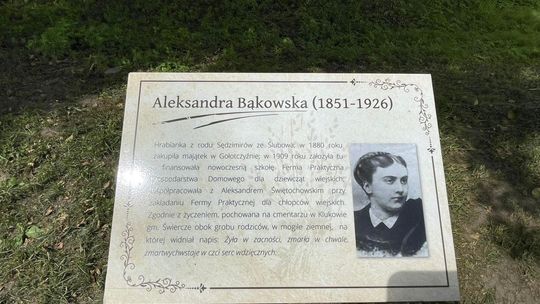 Aleksandra Bąkowska (1851-1926)
Hrabianka z rodu Sędzimirów ze Słubowa; w 1880 roku
zakupiła majątek w Gołotczyźnie; w 1909 roku założyła tu
finansowała nowoczesną szkołę Ferma Praktyczna
Gospodarstwa Domowego dla dziewcząt wiejskich;
współpracowała z Aleksandrem Świętochowskim przy
zakładaniu Fermy Praktycznej dla chłopców wiejskich.
Zgodnie z życzeniem, pochowana na cmentarzu w Klukowie
gm. Świercze obok grobu rodziców, w mogile ziemnej, na
której widniał napis: Żyła w zacności, zmarła w chwale,
zmartwychwstaje w czci serc wdzięcznych.